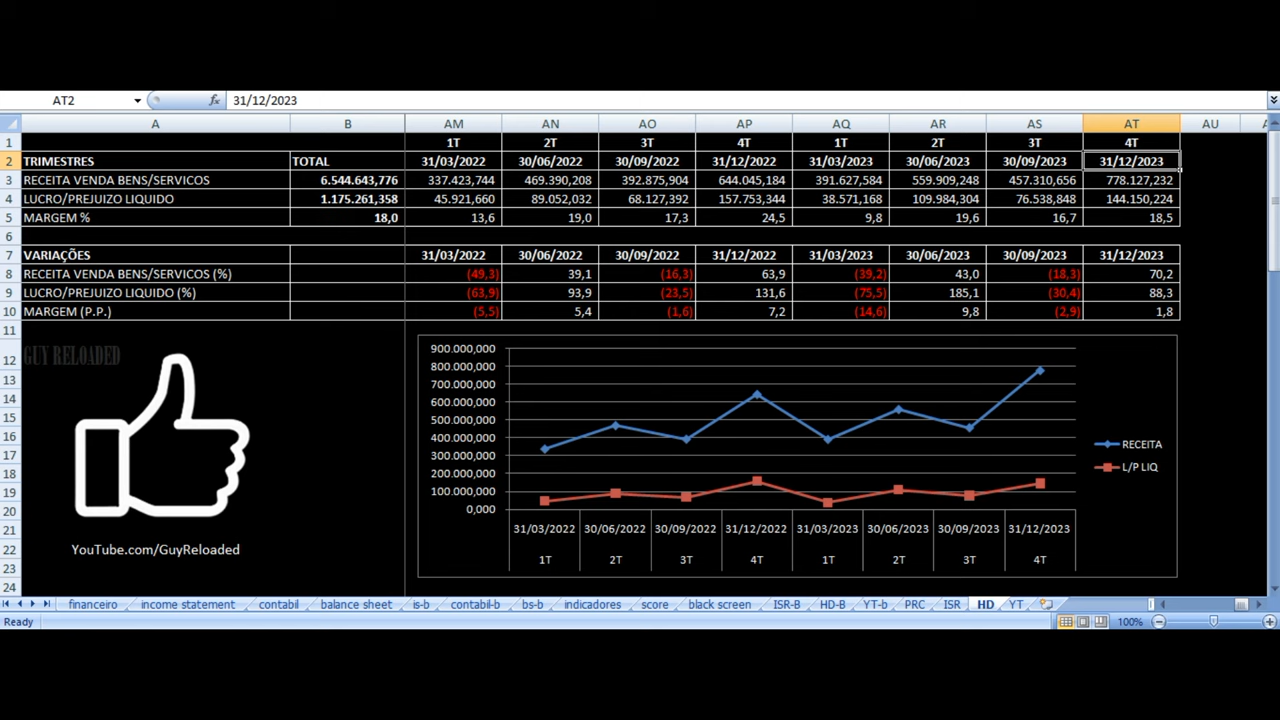 AT2 fx 31/12/2023
A B AM AN AO AP AQ AR AS AT AU
1 1T 2T 3T 4T 1T 2T 3T 4T
2 TRIMESTRES TOTAL 31/03/2022 30/06/2022 30/09/2022 31/12/2022 31/03/2023 30/06/2023 30/09/2023 31/12/2023
3 RECEITA VENDA BENS/SERVICOS 6.544.643,776 337.423,744 469.390,208 392.875,904 644.045,184 391.627,584 559.909,248 457.310,656 778.127,232
4 LUCRO/PREJUIZO LIQUIDO 1.175.261,358 45.921,660 89.052,032 68.127,392 157.753,344 38.571,168 109.984,304 76.538,848 144.150,224
5 MARGEM % 18,0 13,6 19,0 17,3 24,5 9,8 19,6 16,7 18,5
6
7 VARIAÇÕES 31/03/2022 30/06/2022 30/09/2022 31/12/2022 31/03/2023 30/06/2023 30/09/2023 31/12/2023
8 RECEITA VENDA BENS/SERVICOS (%) (49,3) 39,1 (16,3) 63,9 (39,2) 43,0 (18,3) 70,2
9 LUCRO/PREJUIZO LIQUIDO (%) (63,9) 93,9 (23,5) 131,6 (75,5) 185,1 (30,4) 88,3
10 MARGEM (P.P.) (5,5) 5,4 (1,6) 7,2 (14,6) 9,8 (2,9) 1,8
11
12 GUY RELOADED
13
14
15
16
17
18
19
20
21
22
23
24
YouTube.com/GuyReloaded
900.000,000
800.000,000
700.000,000
600.000,000
500.000,000
400.000,000
300.000,000
200.000,000
100.000,000
0,000
31/03/2022 30/06/2022 30/09/2022 31/12/2022 31/03/2023 30/06/2023 30/09/2023 31/12/2023
1T 2T 3T 4T 1T 2T 3T 4T
RECEITA
L/P LIQ
financeiro income statement contabil balance sheet is-b contabil-b bs-b indicadores score black screen ISR-B HD-B YT-b PRC ISR HD YT
Ready 100%